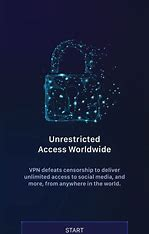 Unrestricted
Access Worldwide
VPN defeats censorship to deliver
unlimited access to social media, and
more, from anywhere in the world.
START